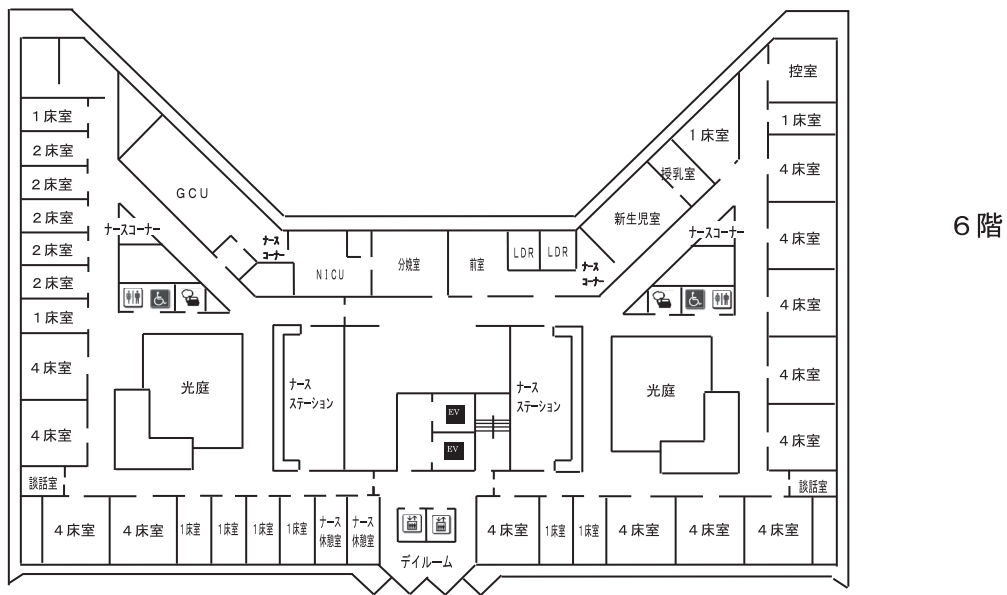 控室
1床室
1床室
1床室
2床室
授乳室
4床室
2床室
GCU
新生児室
2床室
ナースコーナー
ナースコーナー
4床室
ナース
コーナー
2床室
分娩室
前室
LDR
LDR
ナース
コーナー
NICU
2床室
4床室
1床室
4床室
光庭
ナース
ステーション
ナース
ステーション
光庭
4床室
EV
4床室
EV
4床室
談話室
談話室
4床室
4床室
1床室
1床室
1床室
1床室
ナース
休憩室
ナース
休憩室
4床室
1床室
1床室
4床室
4床室
4床室
デイルーム
6階